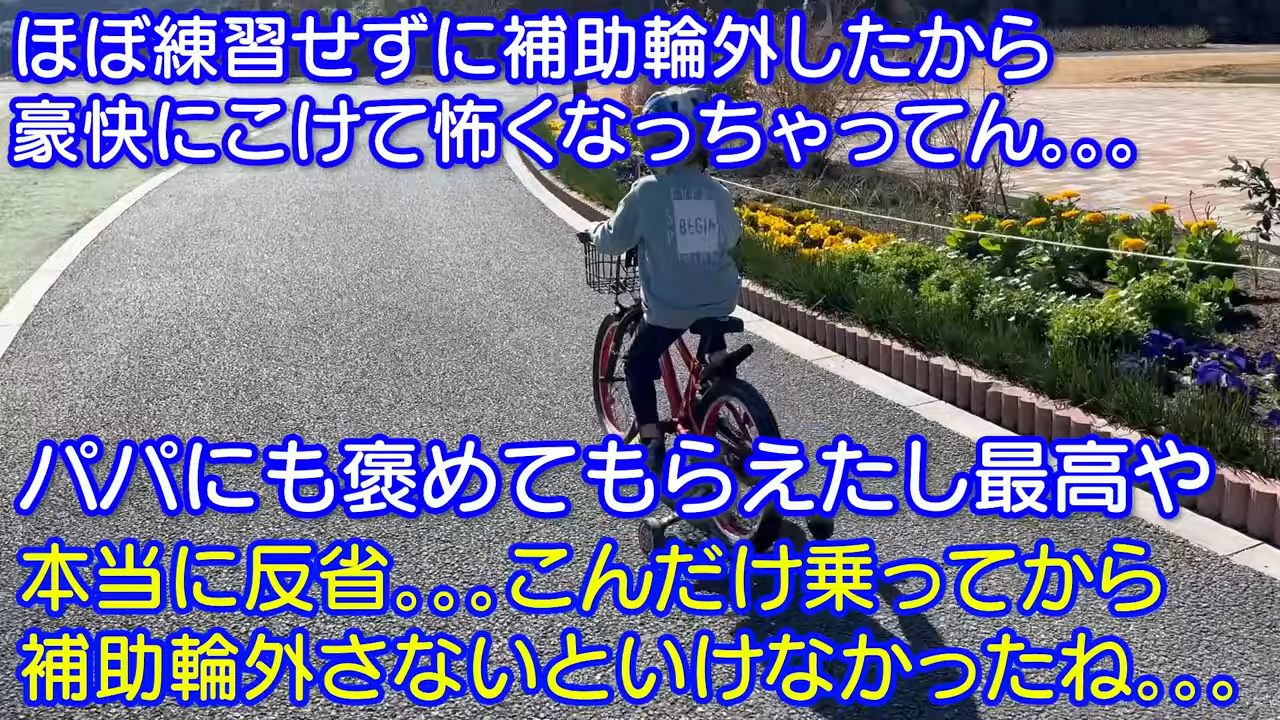 ほぼ練習せずに補助輪外したから
豪快にこけて怖くなっちゃってん。。。
BEGIN
パパにも褒めてもらえたし最高や
本当に反省。。。こんだけ乗ってから
補助輪外さないといけなかったね。。。